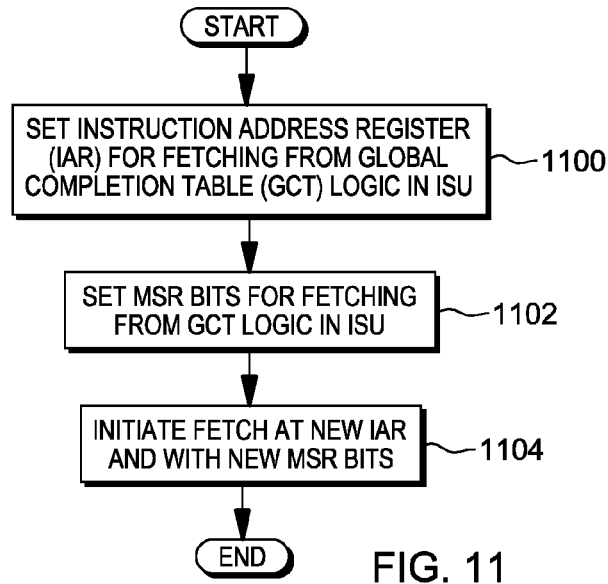 START
SET INSTRUCTION ADDRESS REGISTER
(IAR) FOR FETCHING FROM GLOBAL
COMPLETION TABLE (GCT) LOGIC IN ISU
1100
SET MSR BITS FOR FETCHING
FROM GCT LOGIC IN ISU
1102
INITIATE FETCH AT NEW IAR
AND WITH NEW MSR BITS
1104
END
FIG. 11